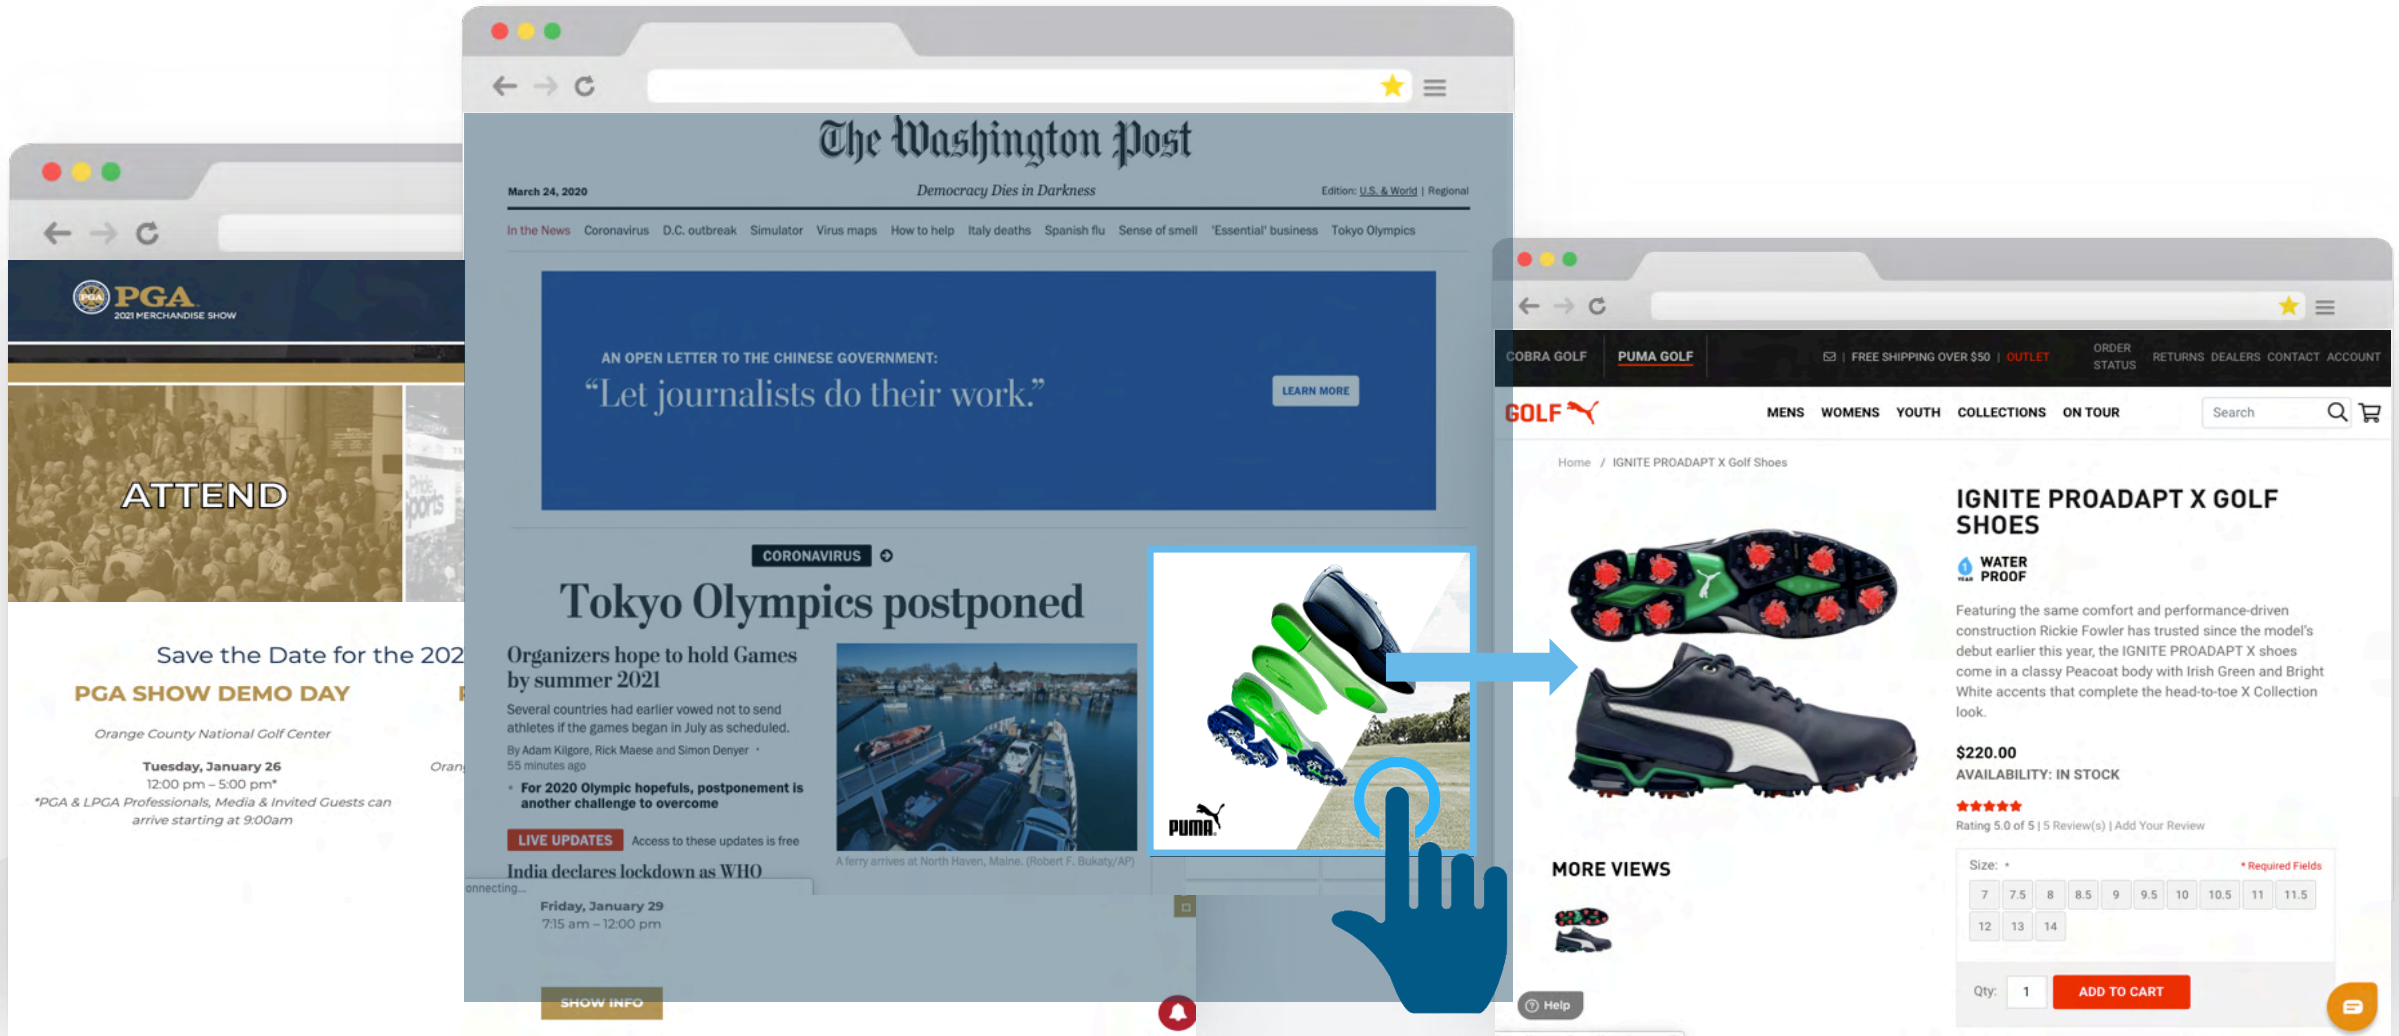 PGA
PGA
2021 MERCHANDISE SHOW
ATTEND
Pride
Sports
Save the Date for the 202
PGA SHOW DEMO DAY
Orange County National Golf Center
Tuesday, January 26
12:00 pm – 5:00 pm*
*PGA & LPGA Professionals, Media & Invited Guests can
arrive starting at 9:00am
Orang
The Washington Post
March 24, 2020
Democracy Dies in Darkness
Edition: U.S. & World | Regional
In the News Coronavirus D.C. outbreak Simulator Virus maps How to help Italy deaths Spanish flu Sense of smell 'Essential' business Tokyo Olympics
AN OPEN LETTER TO THE CHINESE GOVERNMENT:
“Let journalists do their work.”
LEARN MORE
CORONAVIRUS
Tokyo Olympics postponed
Organizers hope to hold Games
by summer 2021
Several countries had earlier vowed not to send
athletes if the games began in July as scheduled.
By Adam Kilgore, Rick Maese and Simon Denyer •
55 minutes ago
• For 2020 Olympic hopefuls, postponement is
another challenge to overcome
LIVE UPDATES Access to these updates is free
India declares lockdown as WHO
A ferry arrives at North Haven, Maine. (Robert F. Bukaty/AP)
onnecting...
Friday, January 29
7:15 am – 12:00 pm
SHOW INFO
PUMA
COBRA GOLF PUMA GOLF
| FREE SHIPPING OVER $50 | OUTLET
ORDER
STATUS
RETURNS DEALERS CONTACT ACCOUNT
GOLF
MENS WOMENS YOUTH COLLECTIONS ON TOUR
Search
Home / IGNITE PROADAPT X Golf Shoes
IGNITE PROADAPT X GOLF
SHOES
1
YEAR
WATER
PROOF
Featuring the same comfort and performance-driven
construction Rickie Fowler has trusted since the model's
debut earlier this year, the IGNITE PROADAPT X shoes
come in a classy Peacoat body with Irish Green and Bright
White accents that complete the head-to-toe X Collection
look.
$220.00
AVAILABILITY: IN STOCK
Rating 5.0 of 5 | 5 Review(s) | Add Your Review
MORE VIEWS
Size: *
* Required Fields
7 7.5 8 8.5 9 9.5 10 10.5 11 11.5
12 13 14
Qty: 1 ADD TO CART
Help